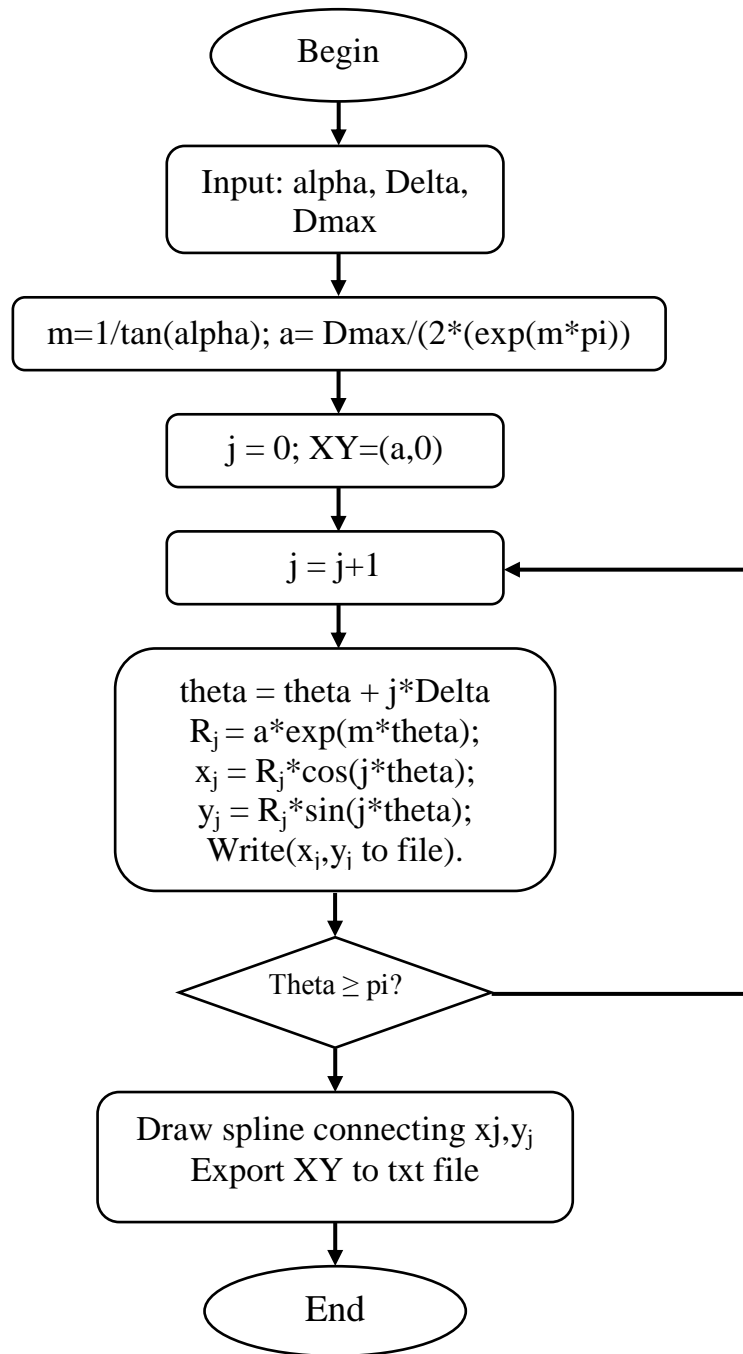 Begin
Input: alpha, Delta,
Dmax
m=1/tan(alpha); a= Dmax/(2*(exp(m*pi))
j = 0; XY=(a,0)
j = j+1
theta = theta + j*Delta
Rj = a*exp(m*theta);
xj = Rj*cos(j*theta);
yj = Rj*sin(j*theta);
Write(xj,yj to file).
Theta ≥ pi?
Draw spline connecting xj,yj
Export XY to txt file
End